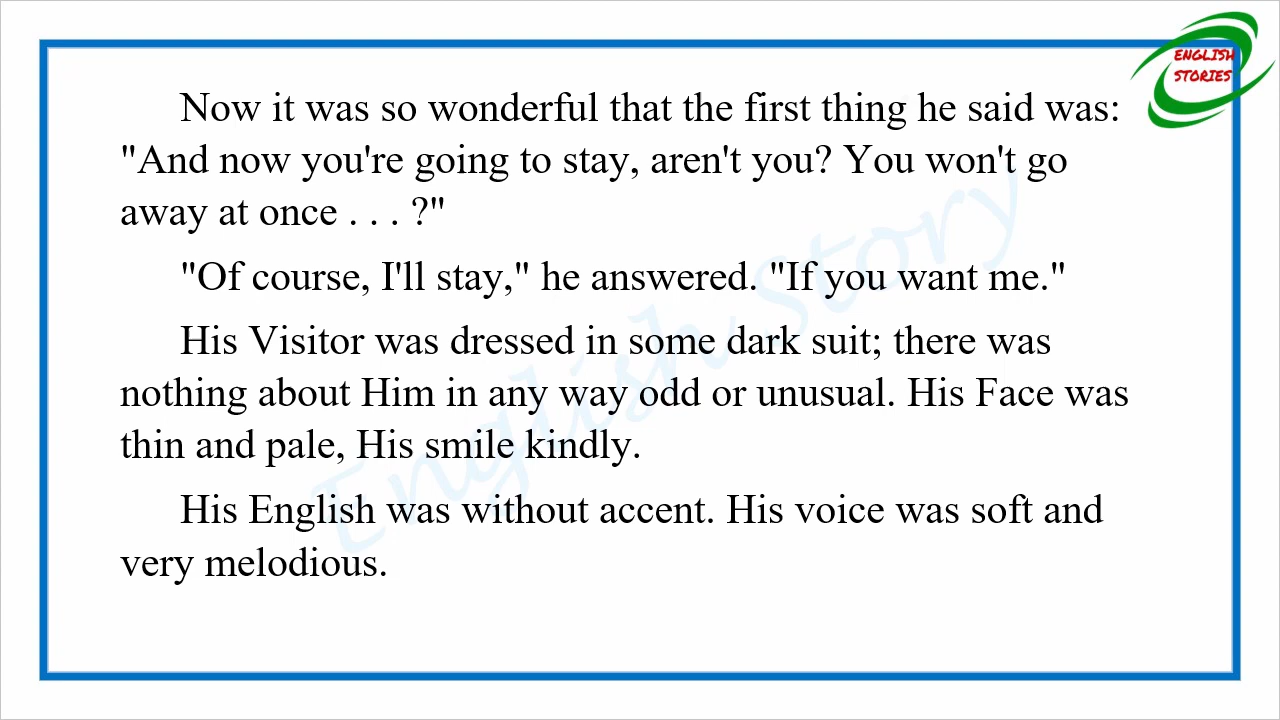 ENGLISH
STORIES
Now it was so wonderful that the first thing he said was:
"And now you're going to stay, aren't you? You won't go
away at once . . . ?"
"Of course, I'll stay," he answered. "If you want me."
His Visitor was dressed in some dark suit; there was
nothing about Him in any way odd or unusual. His Face was
thin and pale, His smile kindly.
His English was without accent. His voice was soft and
very melodious.
English Story